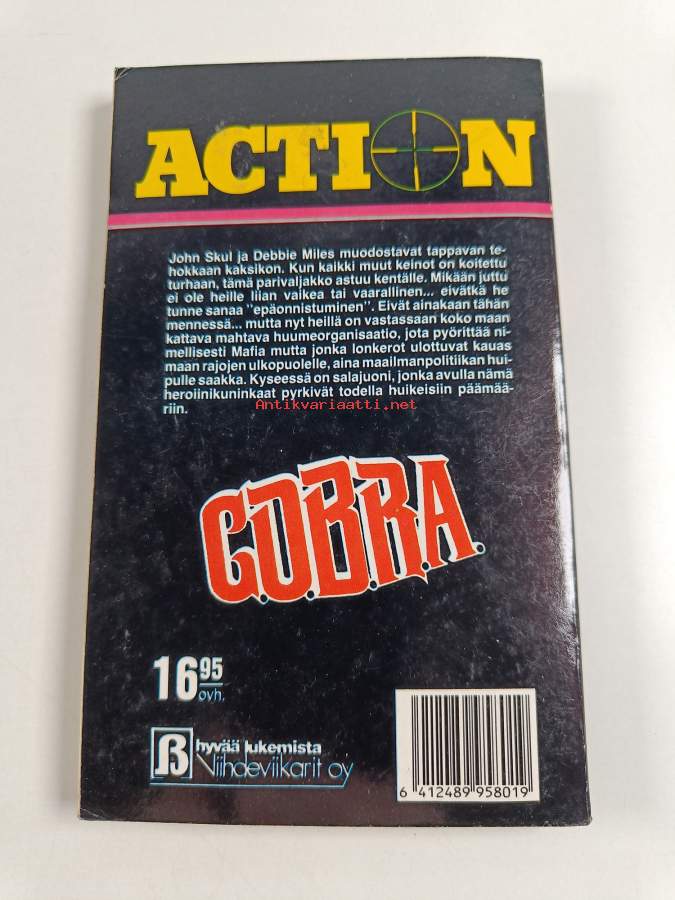 ACTION
John Skul ja Debbie Miles muodostavat tappavan te-
hokkaan kaksikon. Kun kaikki muut keinot on koitettu
turhaan, tämä parivaljakko astuu kentälle. Mikään juttu
ei ole heille liian vaikea tai vaarallinen... eivätkä he
tunne sanaa "epäonnistuminen". Eivät ainakaan tähän
mennessä... mutta nyt heillä on vastassaan koko maan
kattava mahtava huumeorganisaatio, jota pyörittää ni-
mellisesti Mafia mutta jonka lonkerot ulottuvat kauas
maan rajojen ulkopuolelle, aina maailmanpolitiikan hui-
pulle saakka. Kyseessä on salajuoni, jonka avulla nämä
heroiinikuninkaat pyrkivät todella huikeisiin päämää-
riin.
Antikvariaatti.net
C.O.B.R.A.
16 95
ovh.
ß hyvää lukemista
Viihdeviikarit oy
6 412489 958019